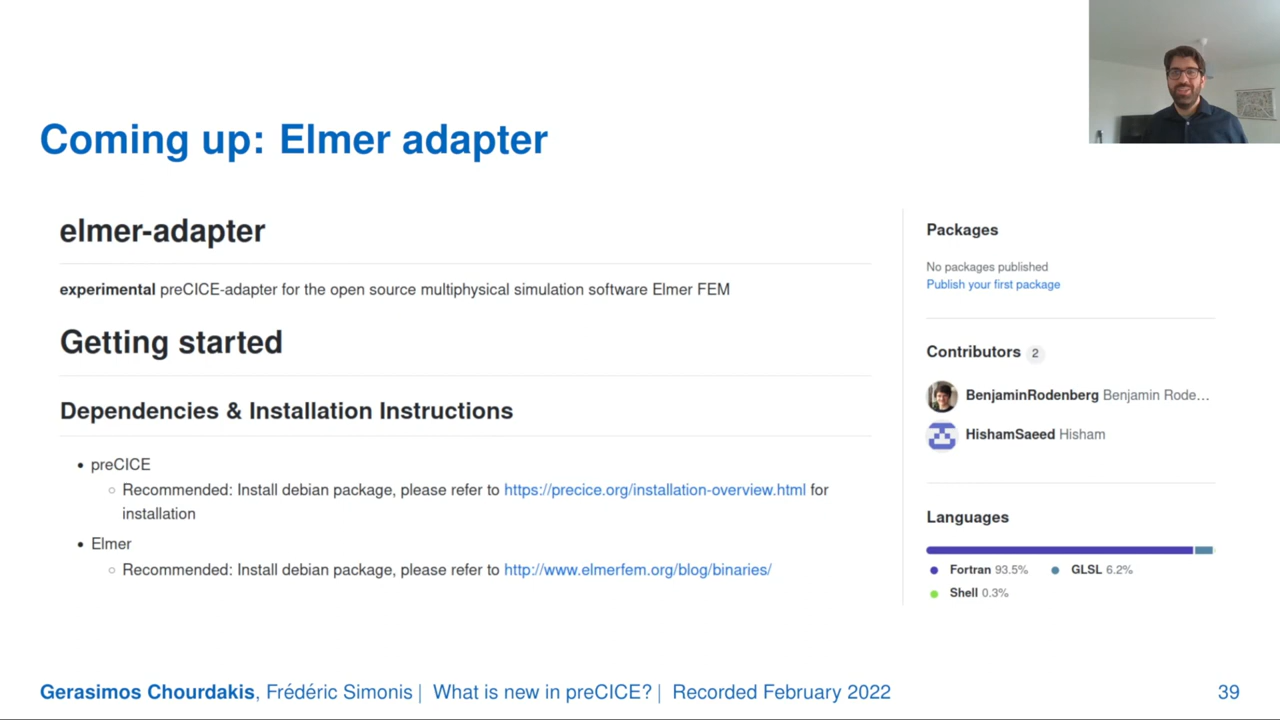 Coming up: Elmer adapter
elmer-adapter
experimental preCICE-adapter for the open source multiphysical simulation software Elmer FEM
Getting started
Dependencies & Installation Instructions
• preCICE
○ Recommended: Install debian package, please refer to https://precice.org/installation-overview.html for
installation
• Elmer
○ Recommended: Install debian package, please refer to http://www.elmerfem.org/blog/binaries/
Packages
No packages published
Publish your first package
Contributors 2
BenjaminRodenberg Benjamin Rode...
HishamSaeed Hisham
Languages
Fortran 93.5% GLSL 6.2%
Shell 0.3%
Gerasimos Chourdakis, Frédéric Simonis | What is new in preCICE? | Recorded February 2022
39